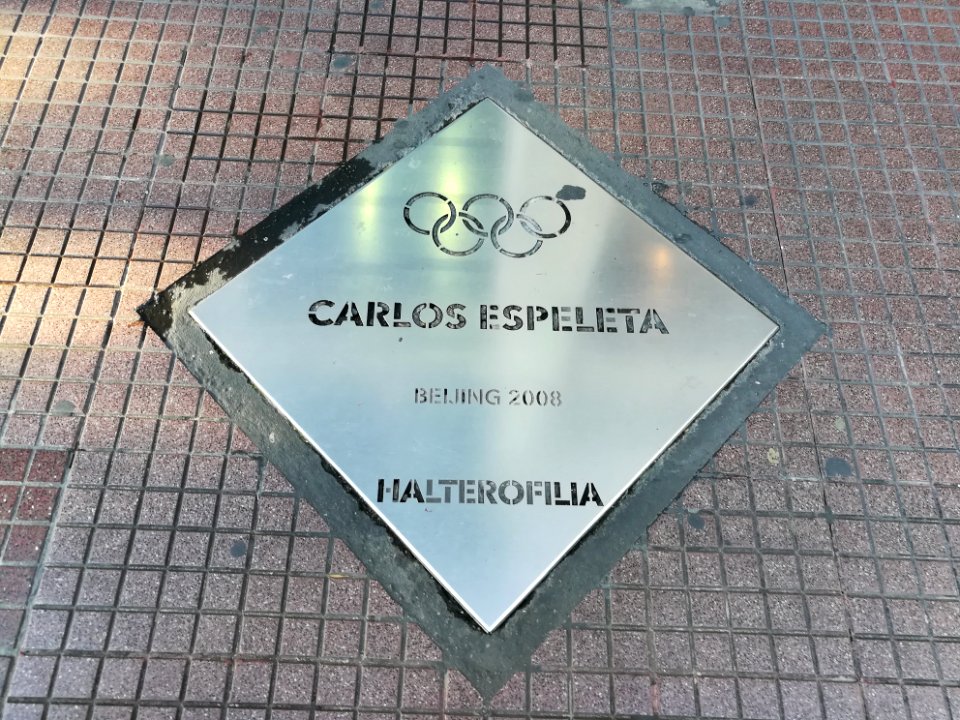 CARLOS ESPELETA
BEIJING 2008
HALTEROFILIA